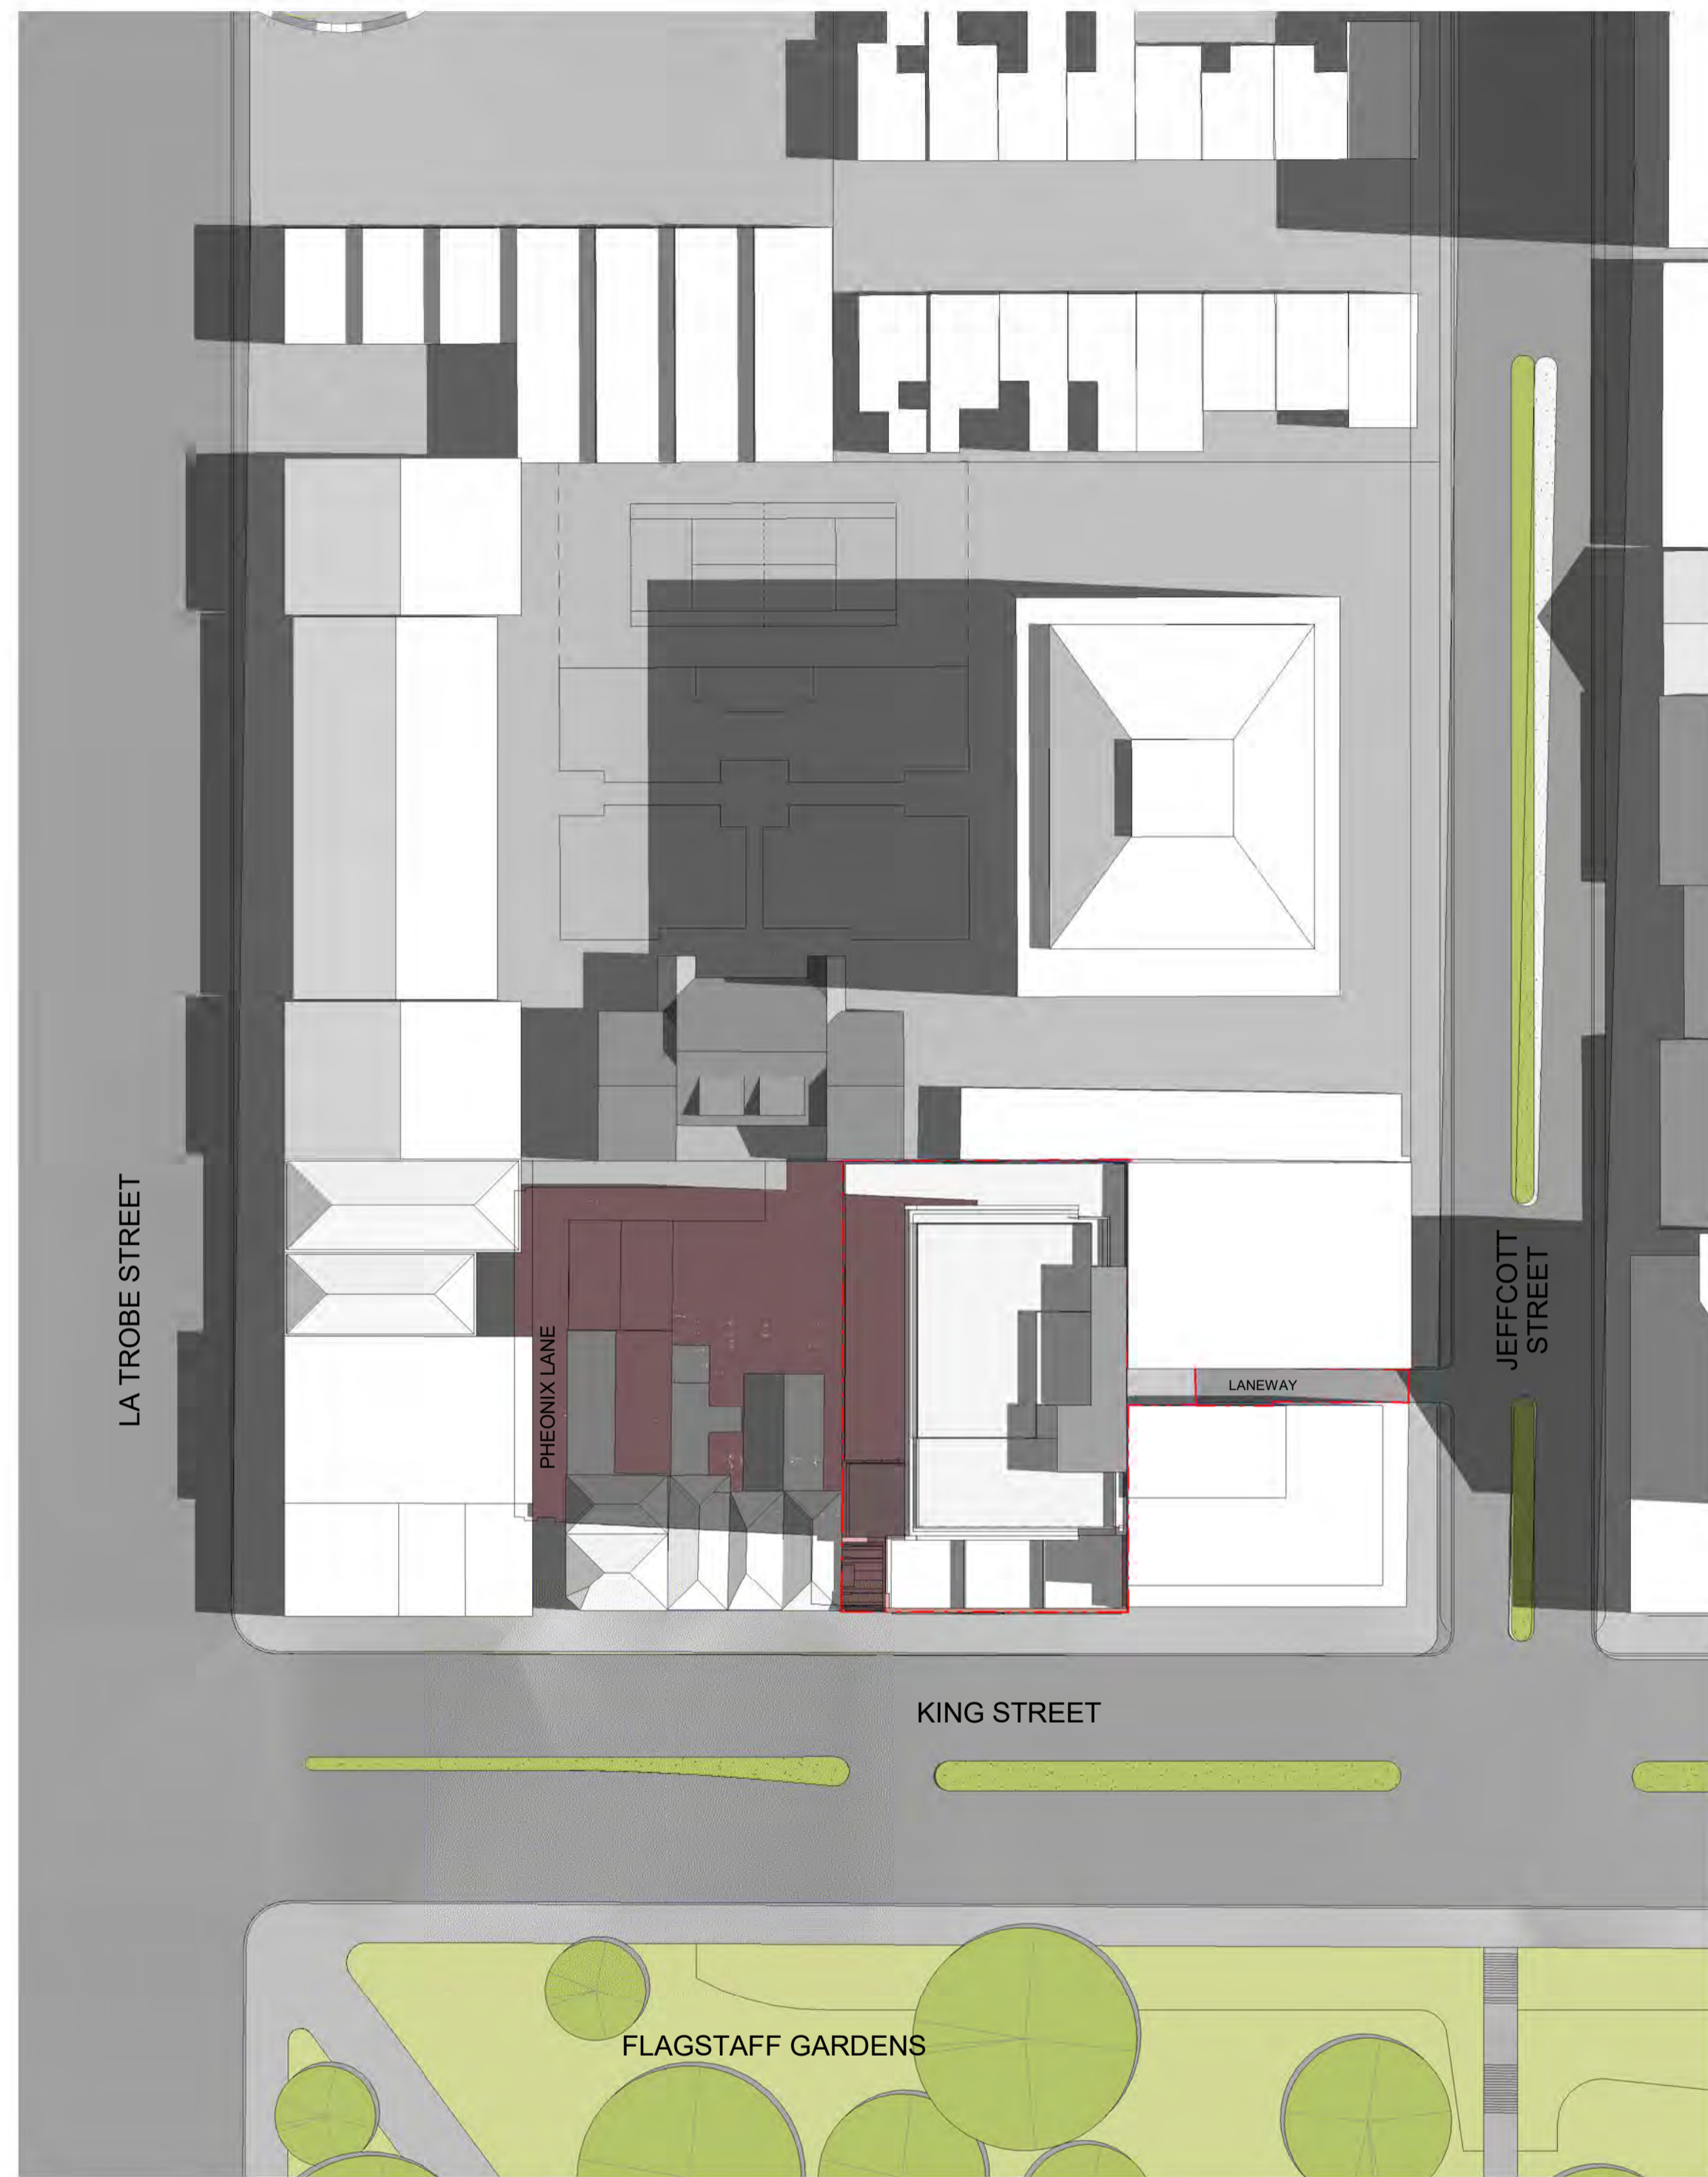 LA TROBE STREET
PHEONIX LANE
JEFFCOTT
STREET
LANEWAY
KING STREET
FLAGSTAFF GARDENS